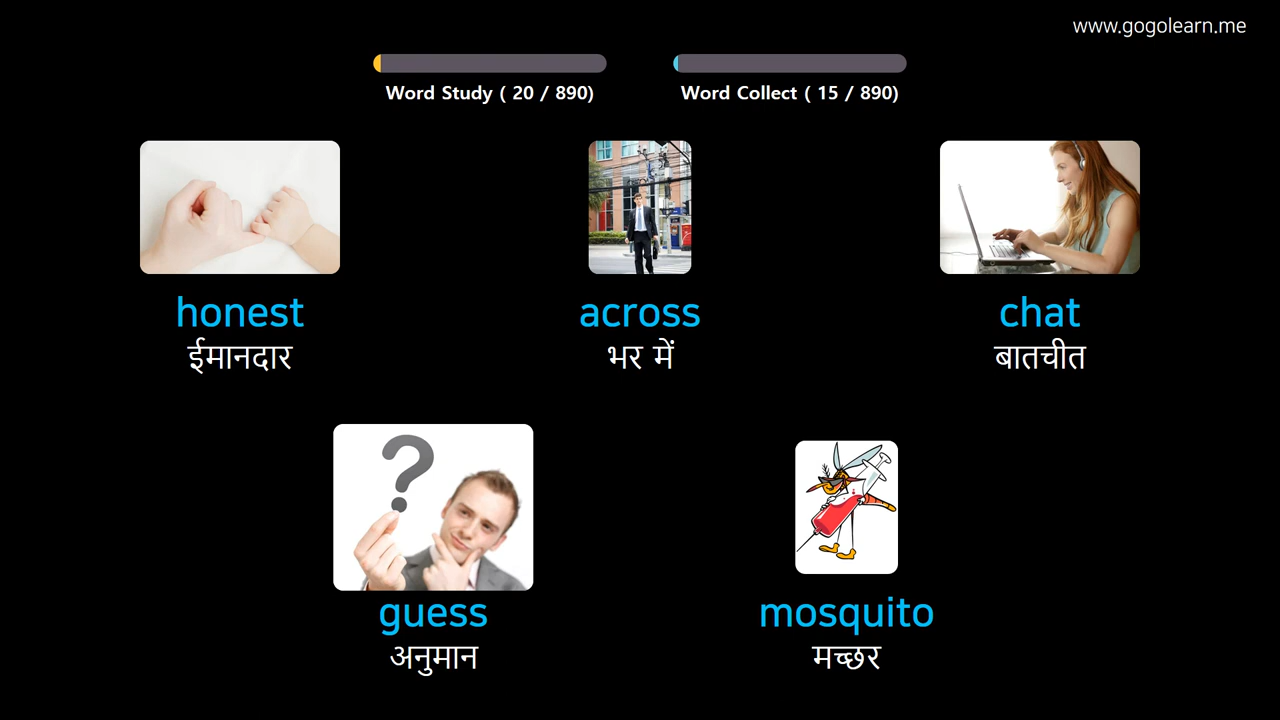 www.gogolearn.me
Word Study ( 20 / 890)
Word Collect ( 15 / 890)
honest
across
chat
ईमानदार
भर में
बातचीत
guess
mosquito
अनुमान
मच्छर